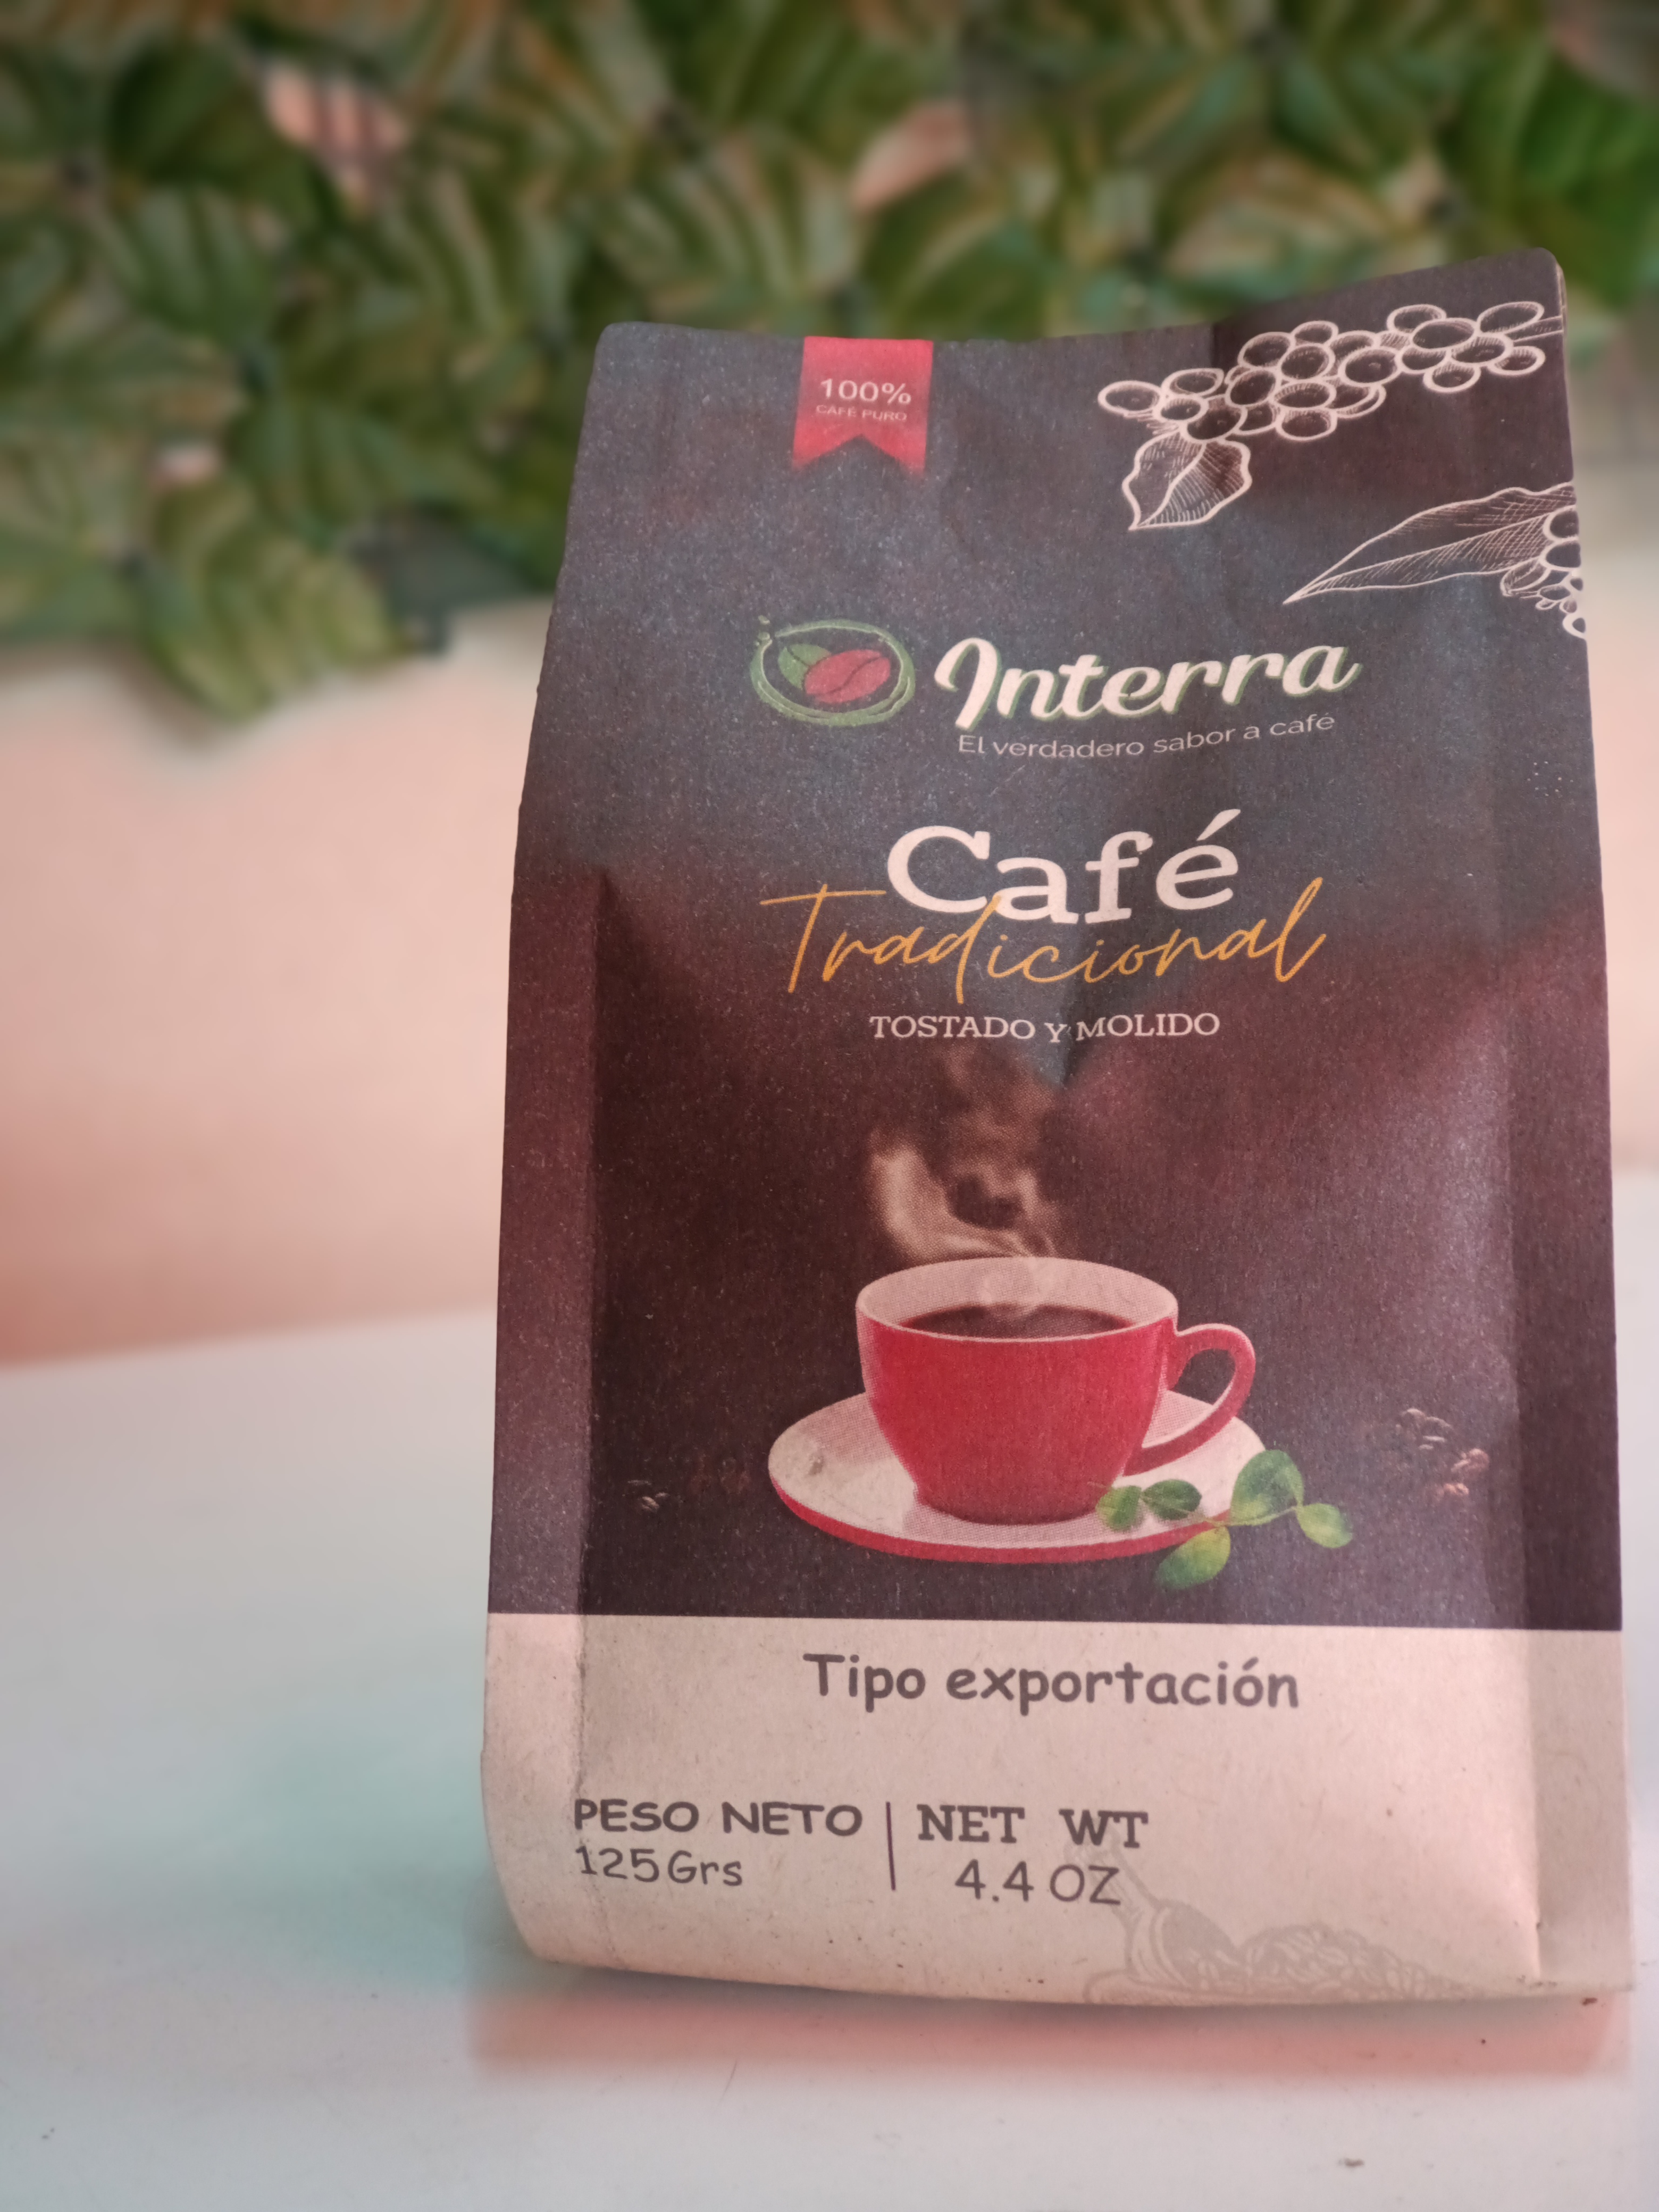 100%
CAFÉ PURO
Interra
El verdadero sabor a café
Café
Tradicional
TOSTADO Y MOLIDO
Tipo exportación
PESO NETO | NET WT
125Grs 4.4 OZ